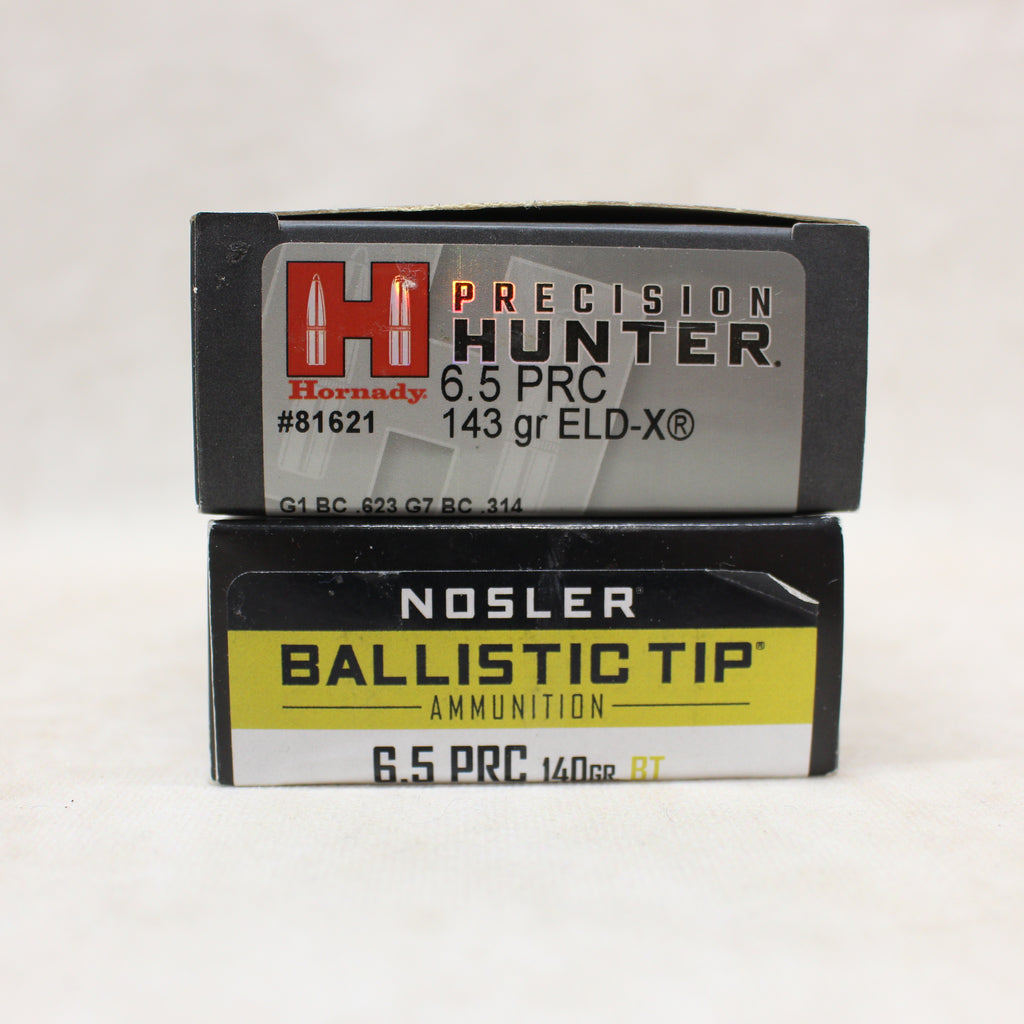 PRECISION
HUNTER.
Hornady.
6.5 PRC
#81621
143 gr ELD-X®
G1 BC .623 G7 BC .314
NOSLER®
BALLISTIC TIP®
AMMUNITION
6.5 PRC 140GR. BT